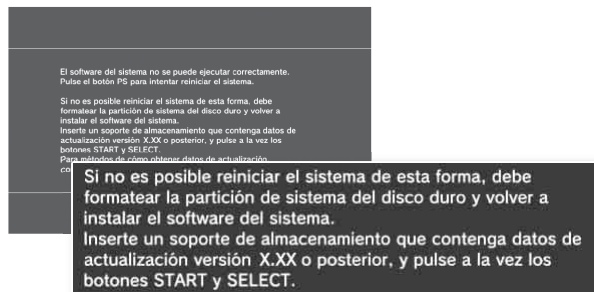 El software del sistema no se puede ejecutar correctamente.
Pulse el botón PS para intentar reiniciar el sistema.
Si no es posible reiniciar el sistema de esta forma, debe
formatear la partición de sistema del disco duro y volver a
instalar el software del sistema.
Inserte un soporte de almacenamiento que contenga datos de
actualización versión X.XX o posterior, y pulse a la vez los
botones START y SELECT.
Para métodos de cómo obtener datos de actualización,
Si no es posible reiniciar el sistema de esta forma, debe
formatear la partición de sistema del disco duro y volver a
instalar el software del sistema.
Inserte un soporte de almacenamiento que contenga datos de
actualización versión X.XX o posterior, y pulse a la vez los
botones START y SELECT.